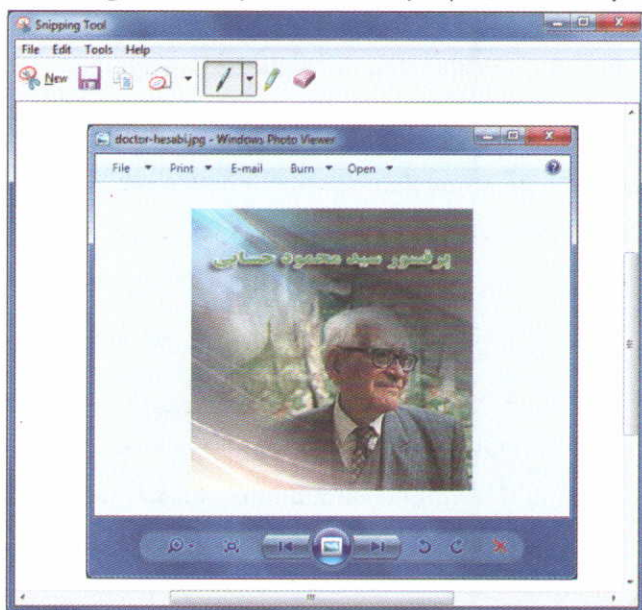 Snipping Tool
File Edit Tools Help
New
doctor-hesabi.jpg - Windows Photo Viewer
File Print E-mail Burn Open
پرفسور سید محمود حسابی